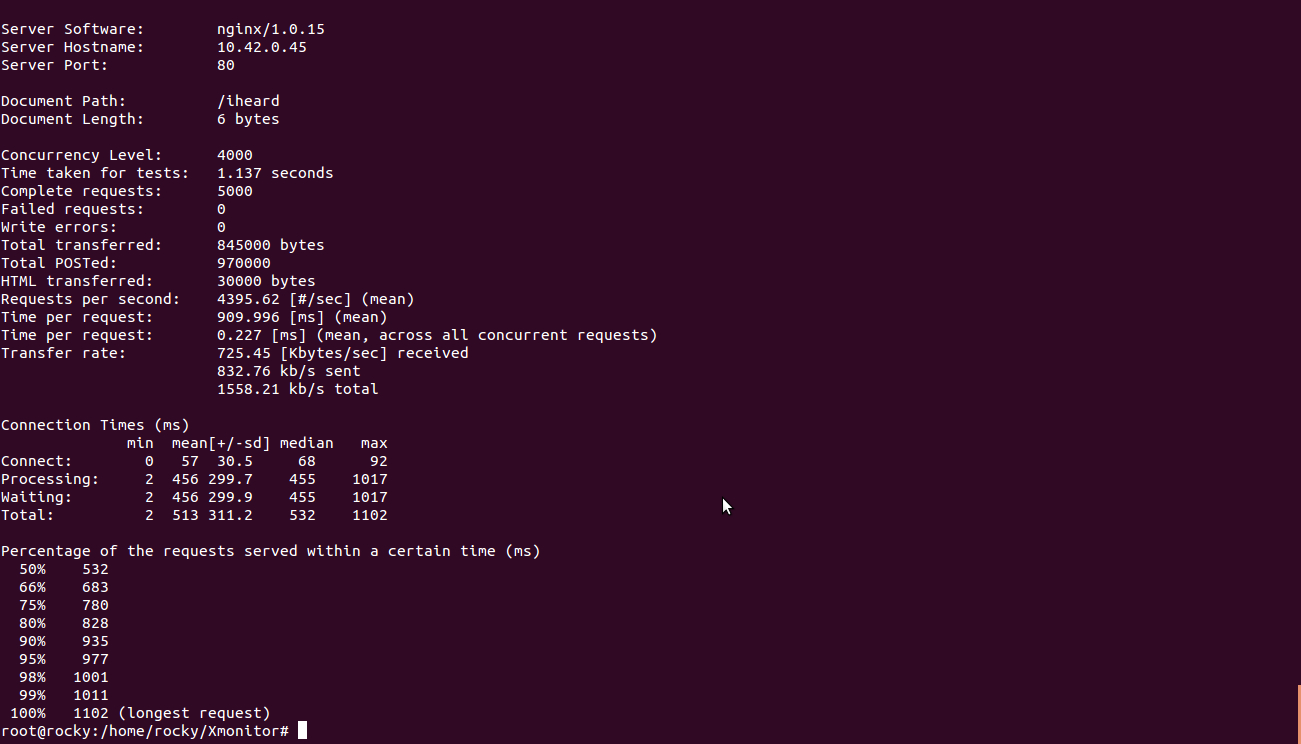 Server Software:        nginx/1.0.15
Server Hostname:        10.42.0.45
Server Port:            80

Document Path:          /iheard
Document Length:        6 bytes

Concurrency Level:      4000
Time taken for tests:   1.137 seconds
Complete requests:      5000
Failed requests:        0
Write errors:           0
Total transferred:      845000 bytes
Total POSTed:           970000
HTML transferred:       30000 bytes
Requests per second:    4395.62 [#/sec] (mean)
Time per request:       909.996 [ms] (mean)
Time per request:       0.227 [ms] (mean, across all concurrent requests)
Transfer rate:          725.45 [Kbytes/sec] received
                        832.76 kb/s sent
                        1558.21 kb/s total

Connection Times (ms)
              min  mean[+/-sd] median   max
Connect:        0   57  30.5     68      92
Processing:     2  456 299.7    455    1017
Waiting:        2  456 299.9    455    1017
Total:          2  513 311.2    532    1102

Percentage of the requests served within a certain time (ms)
  50%    532
  66%    683
  75%    780
  80%    828
  90%    935
  95%    977
  98%   1001
  99%   1011
 100%   1102 (longest request)
root@rocky:/home/rocky/Xmonitor#